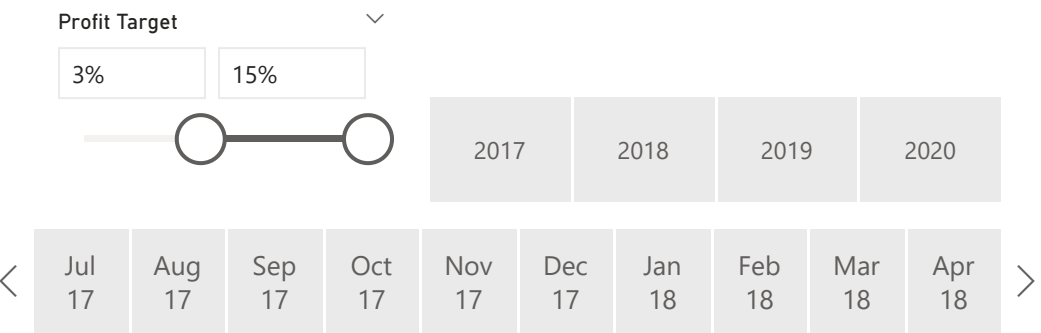 Profit Target
3% 15%
2017 2018 2019 2020
Jul Aug Sep Oct Nov Dec Jan Feb Mar Apr
17 17 17 17 17 17 18 18 18 18